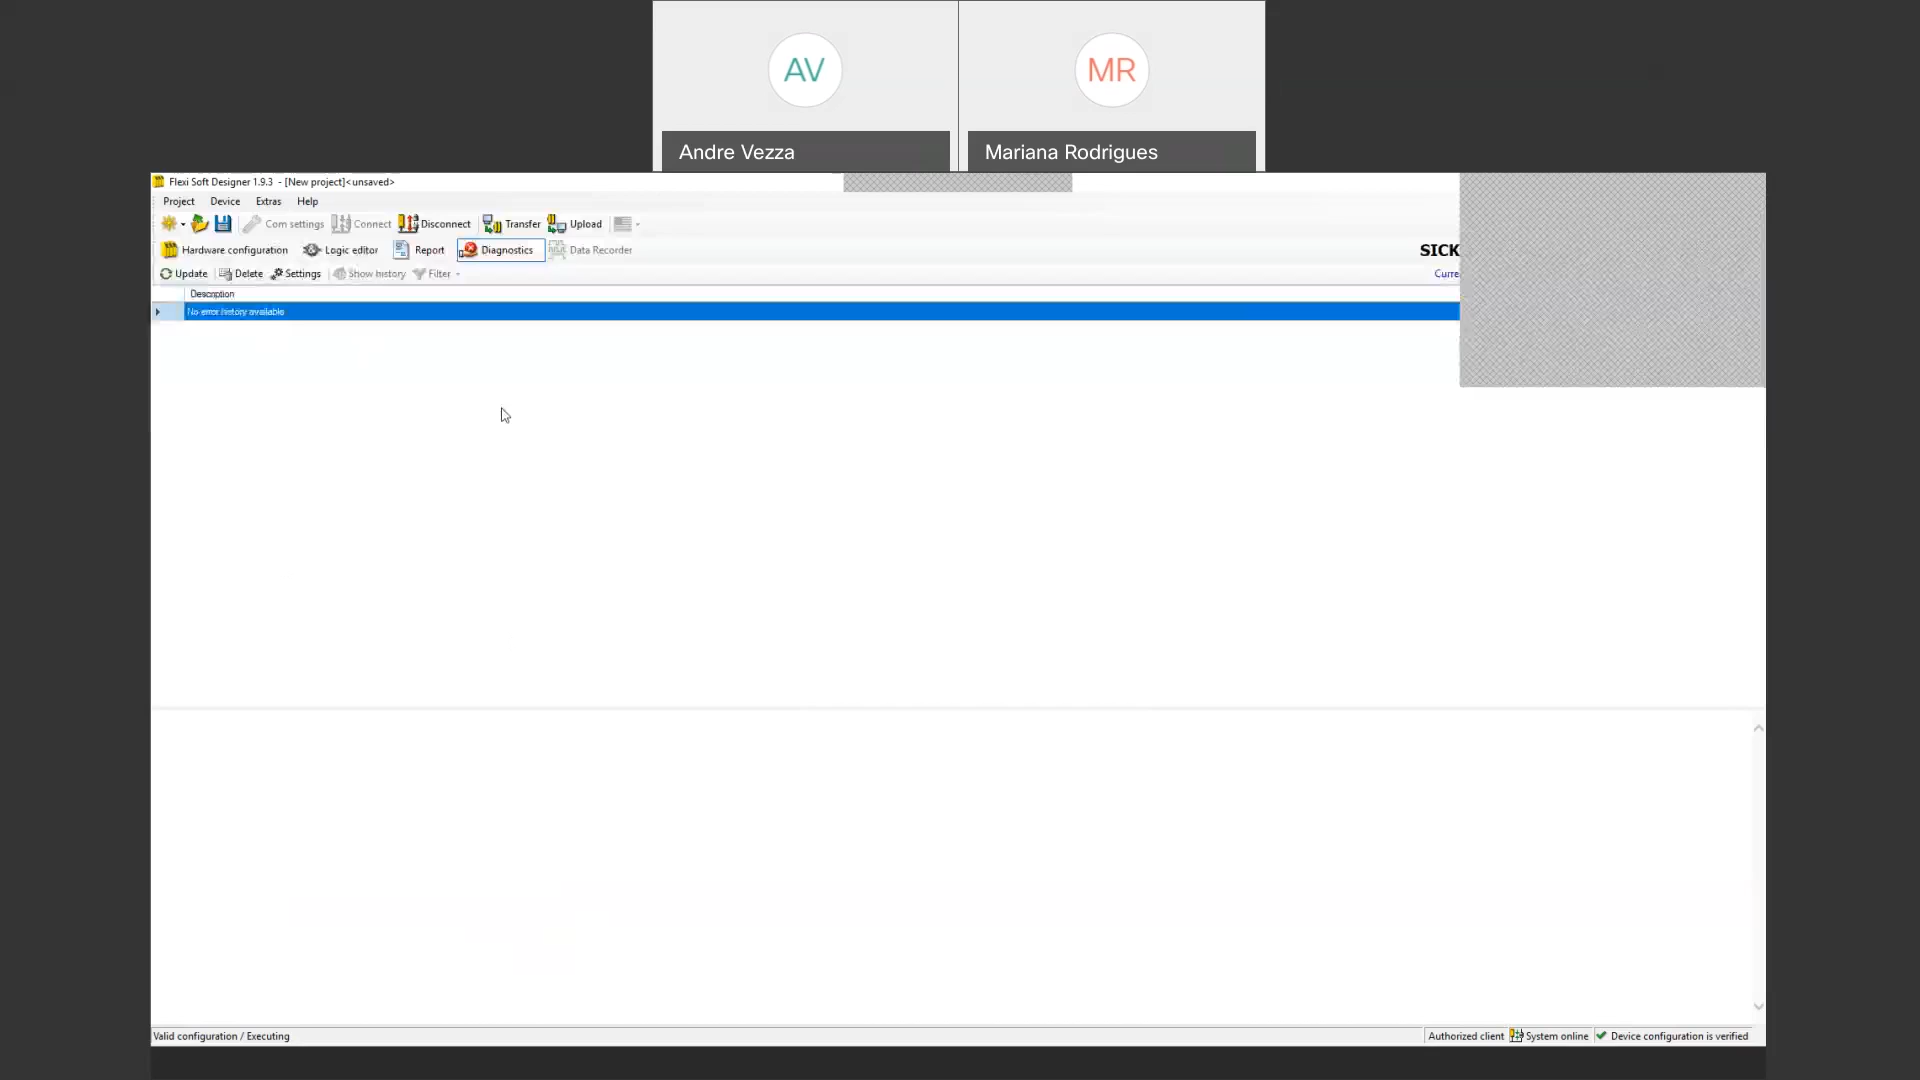 AV
MR
Andre Vezza
Mariana Rodrigues
Flexi Soft Designer 1.9.3 - [New project]<unsaved>
Project Device Extras Help
Com settings Connect Disconnect Transfer Upload
Hardware configuration Logic editor Report Diagnostics Data Recorder
SICK
Update Delete Settings Show history Filter
Curre
Description
No error history available
Valid configuration / Executing
Authorized client System online Device configuration is verified